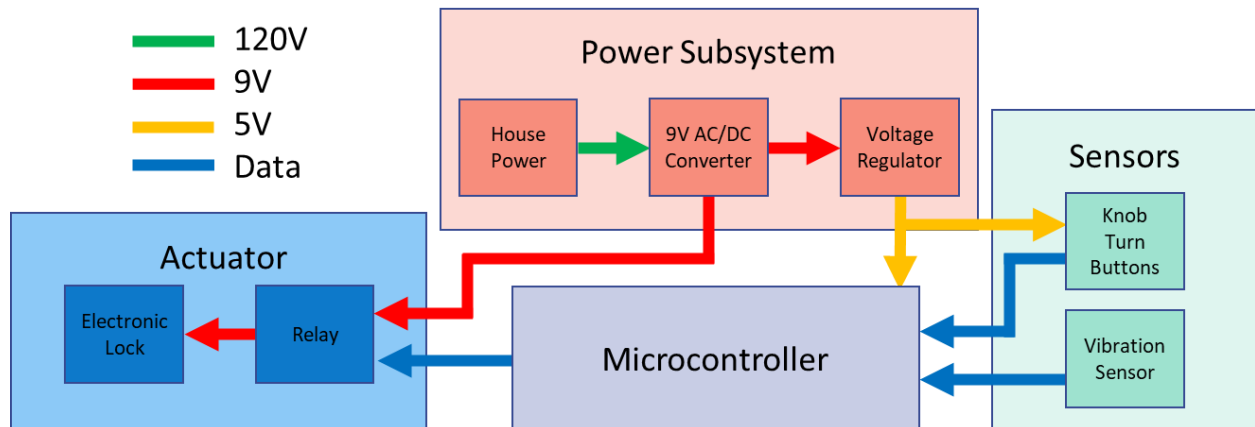 120V
9V
5V
Data
Power Subsystem
House
Power
9V AC/DC
Converter
Voltage
Regulator
Sensors
Knob
Turn
Buttons
Vibration
Sensor
Actuator
Electronic
Lock
Relay
Microcontroller